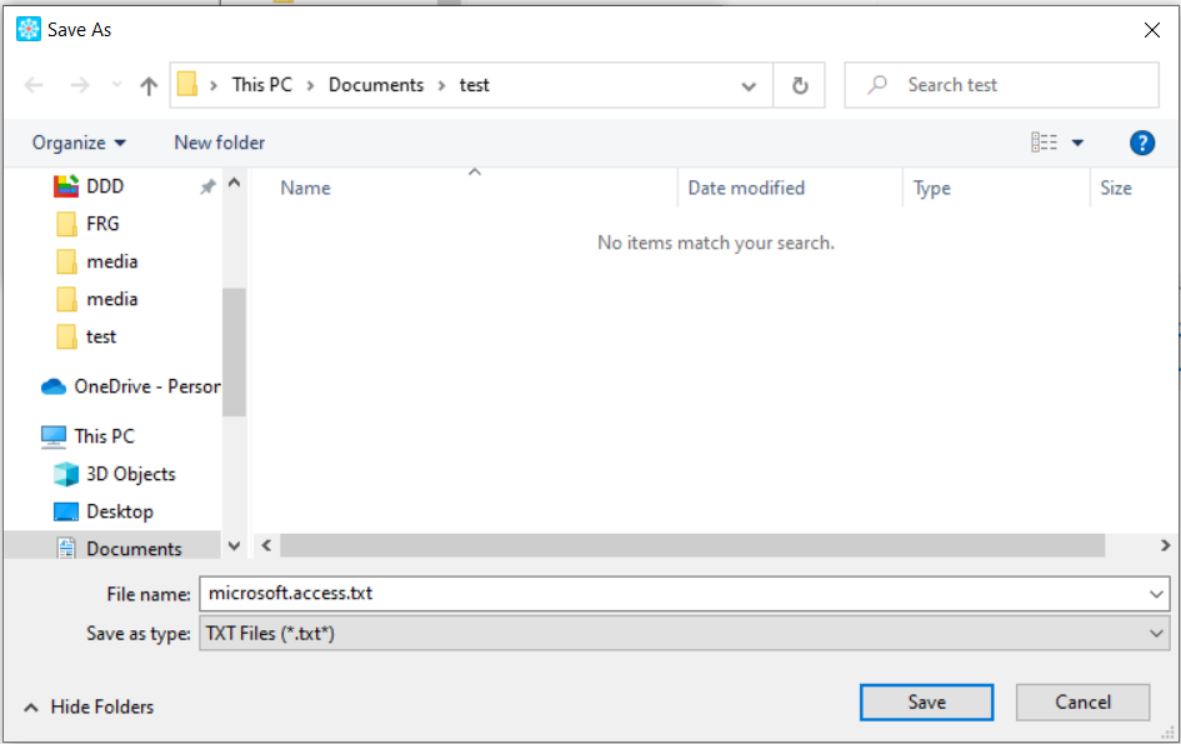 Save As
This PC > Documents > test
Search test
Organize
New folder
?
Name
Date modified
Type
Size
No items match your search.
DDD
FRG
media
media
test
OneDrive - Person
This PC
3D Objects
Desktop
Documents
File name: microsoft.access.txt
Save as type: TXT Files (*.txt*)
Hide Folders
Save
Cancel